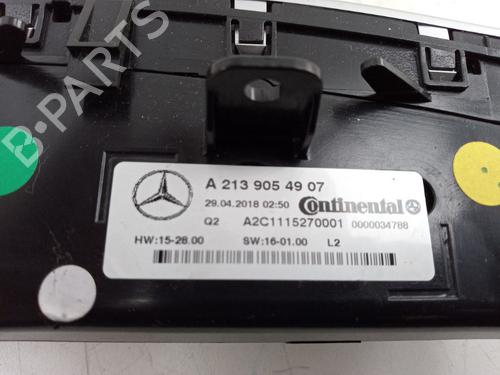 B-PARTS
A 213 905 49 07
29.04.2018 02:50 Continental
Q2 A2C1115270001 0000034788
HW:15-28.00 SW:16-01.00 L2